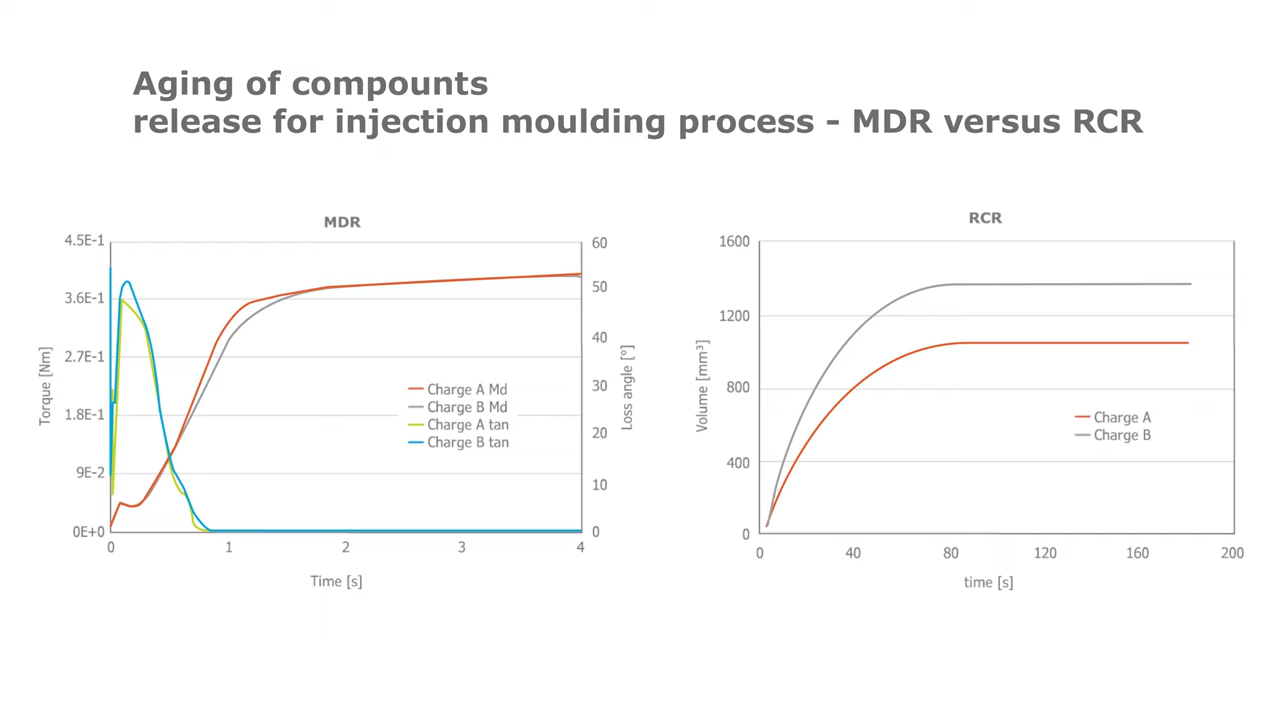 Aging of compounts
release for injection moulding process - MDR versus RCR
MDR
4.5E-1
3.6E-1
2.7E-1
1.8E-1
9E-2
0E+0
Torque [Nm]
0
1
2
3
4
Time [s]
60
50
40
30
20
10
0
Loss angle [°]
Charge A Md
Charge B Md
Charge A tan
Charge B tan
RCR
1600
1200
800
400
0
Volume [mm³]
0
40
80
120
160
200
time [s]
Charge A
Charge B